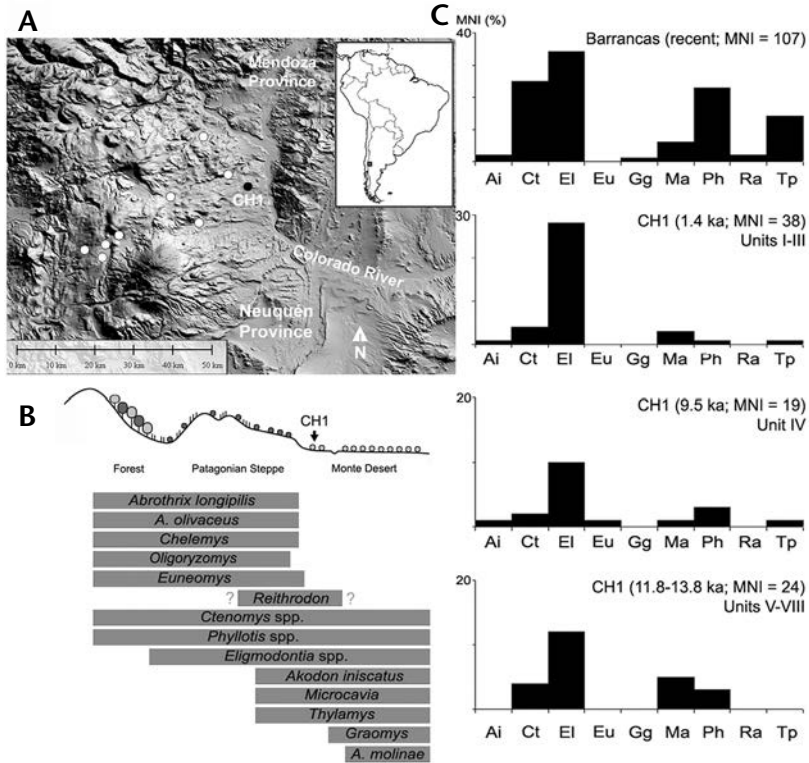 A
Mendoza
Province
CH1
Colorado River
Neuquén
Province
N
0 km 10 km 20 km 30 km 40 km 50 km
B
CH1
Forest Patagonian Steppe Monte Desert
Abrothrix longipilis
A. olivaceus
Chelemys
Oligoryzomys
Euneomys
? Reithrodon ?
Ctenomys spp.
Phyllotis spp.
Eligmodontia spp.
Akodon iniscatus
Microcavia
Thylamys
Graomys
A. molinae
C
MNI (%)
40
Barrancas (recent; MNI = 107)
Ai Ct El Eu Gg Ma Ph Ra Tp
30
CH1 (1.4 ka; MNI = 38)
Units I-III
Ai Ct El Eu Gg Ma Ph Ra Tp
20
CH1 (9.5 ka; MNI = 19)
Unit IV
Ai Ct El Eu Gg Ma Ph Ra Tp
20
CH1 (11.8-13.8 ka; MNI = 24)
Units V-VIII
Ai Ct El Eu Gg Ma Ph Ra Tp